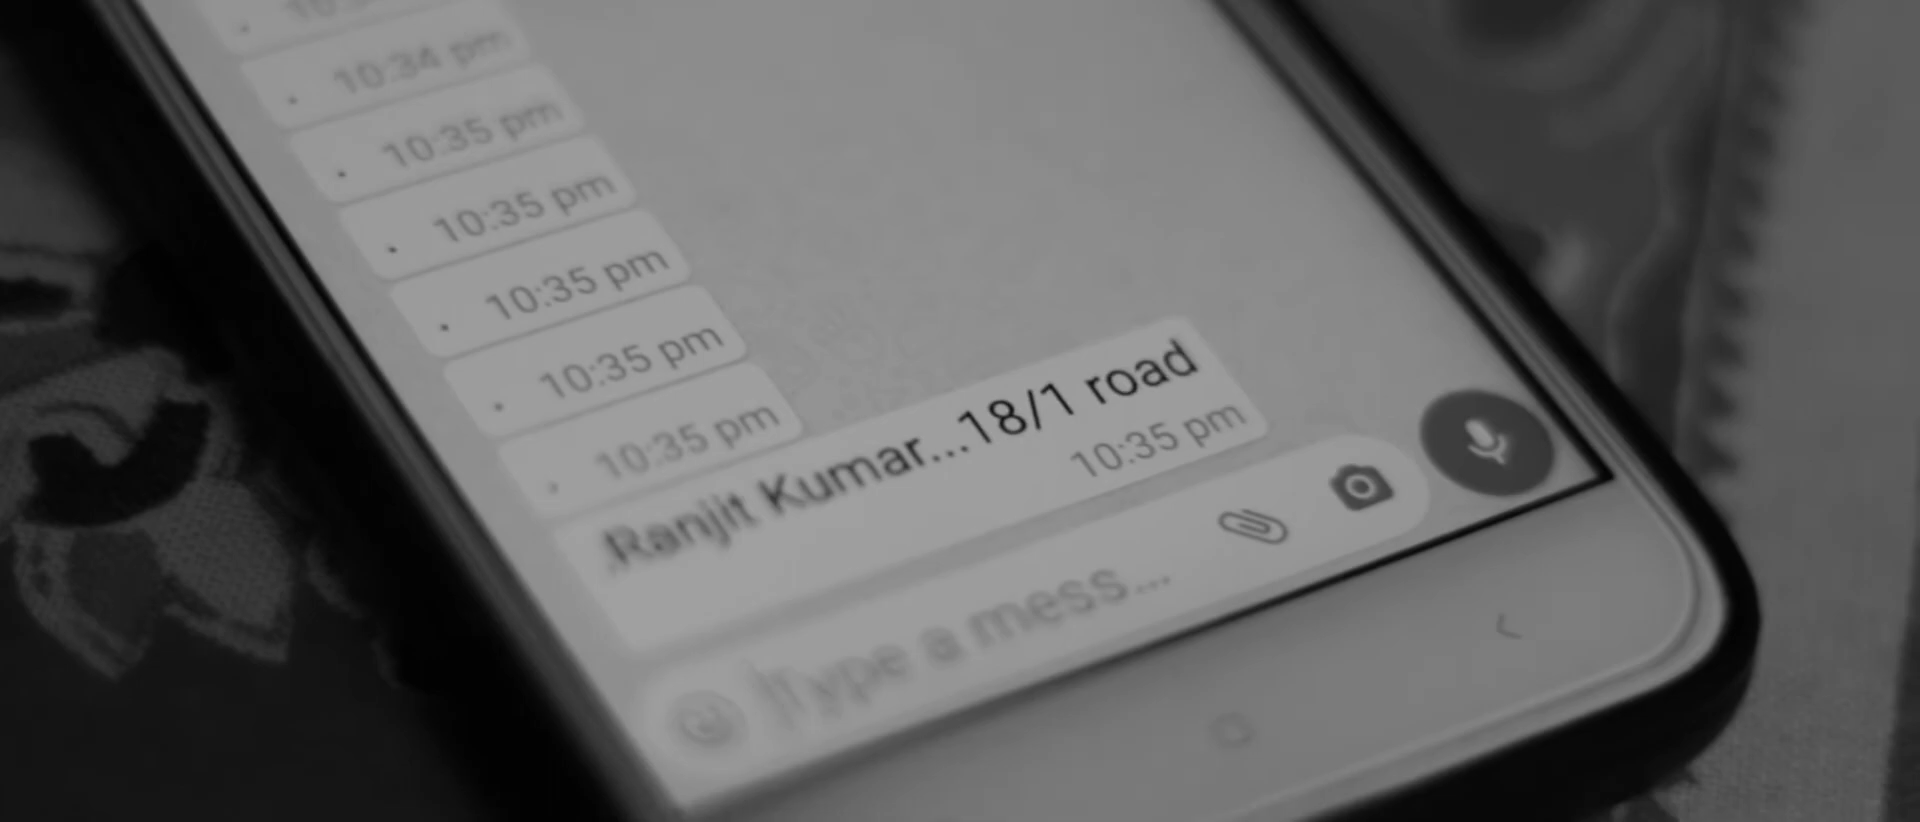 . 10:34 pm
. 10:35 pm
. 10:35 pm
. 10:35 pm
. 10:35 pm
. 10:35 pm
.Ranjit Kumar...18/1 road
10:35 pm
Type a mess...